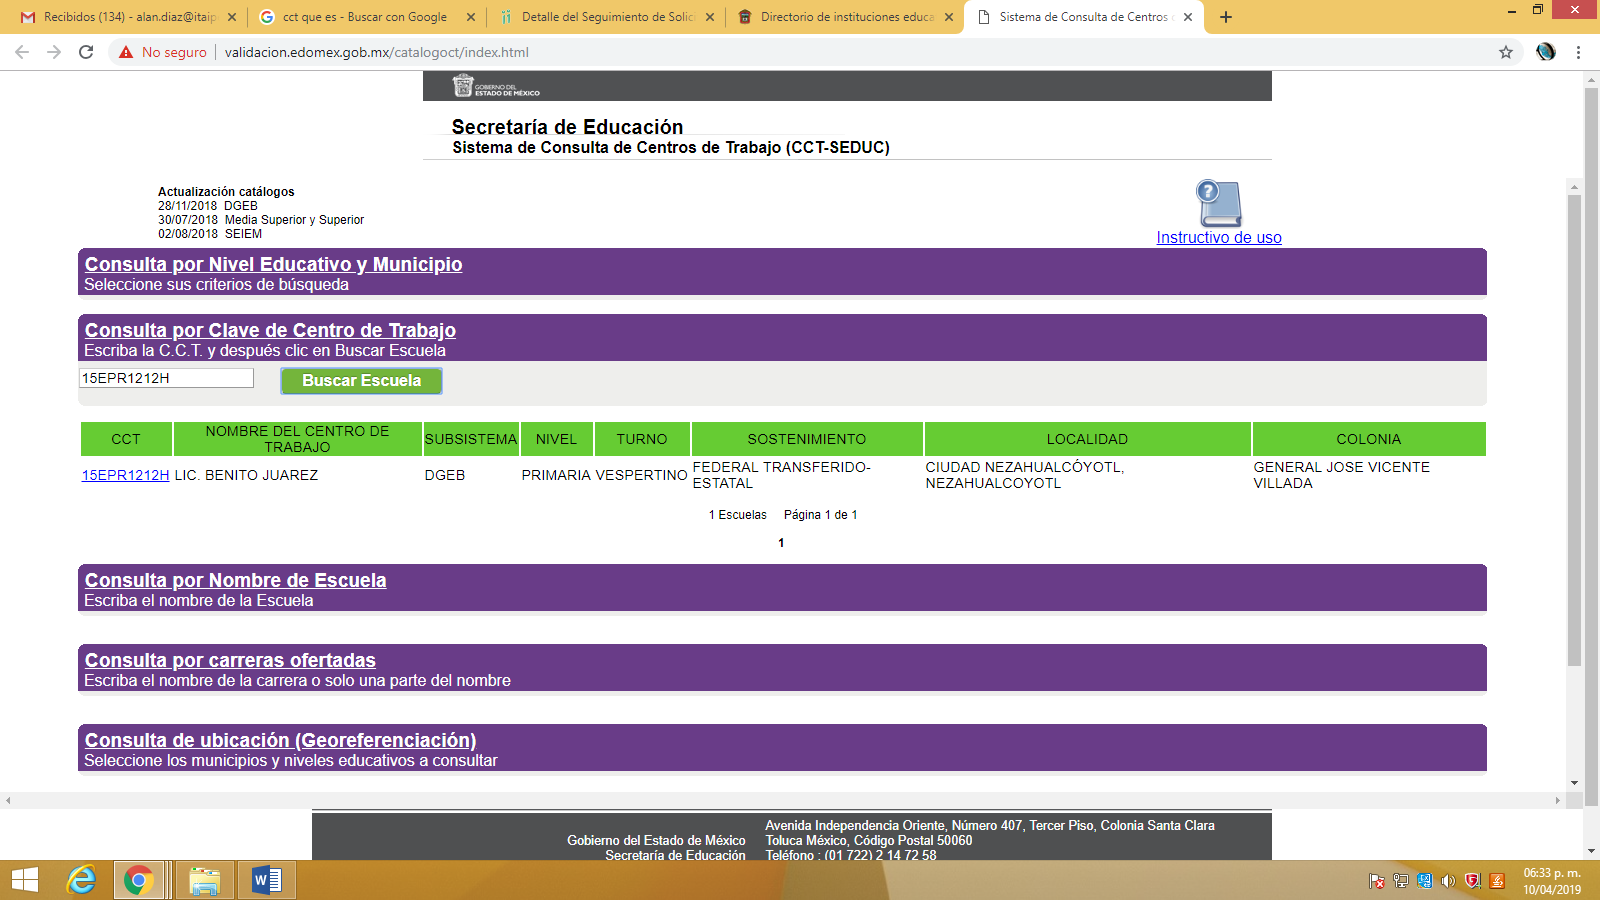 Recibidos (134) - alan.diaz@itaip
cct que es - Buscar con Google
Detalle del Seguimiento de Solici
Directorio de instituciones educa
Sistema de Consulta de Centros
No seguro
validacion.edomex.gob.mx/catalogoct/index.html
GOBIERNO DEL
ESTADO DE MÉXICO
Secretaría de Educación
Sistema de Consulta de Centros de Trabajo (CCT-SEDUC)
Actualización catálogos
28/11/2018 DGEB
30/07/2018 Media Superior y Superior
02/08/2018 SEIEM
Instructivo de uso
Consulta por Nivel Educativo y Municipio
Seleccione sus criterios de búsqueda
Consulta por Clave de Centro de Trabajo
Escriba la C.C.T. y después clic en Buscar Escuela
15EPR1212H
Buscar Escuela
CCT NOMBRE DEL CENTRO DE TRABAJO SUBSISTEMA NIVEL TURNO SOSTENIMIENTO LOCALIDAD COLONIA
15EPR1212H LIC. BENITO JUAREZ DGEB PRIMARIA VESPERTINO FEDERAL TRANSFERIDO-ESTATAL CIUDAD NEZAHUALCÓYOTL, NEZAHUALCOYOTL GENERAL JOSE VICENTE VILLADA
1 Escuelas Página 1 de 1
1
Consulta por Nombre de Escuela
Escriba el nombre de la Escuela
Consulta por carreras ofertadas
Escriba el nombre de la carrera o solo una parte del nombre
Consulta de ubicación (Georeferenciación)
Seleccione los municipios y niveles educativos a consultar
Gobierno del Estado de México
Secretaría de Educación
Avenida Independencia Oriente, Número 407, Tercer Piso, Colonia Santa Clara
Toluca México, Código Postal 50060
Teléfono : (01 722) 2 14 72 58
06:33 p. m.
10/04/2019